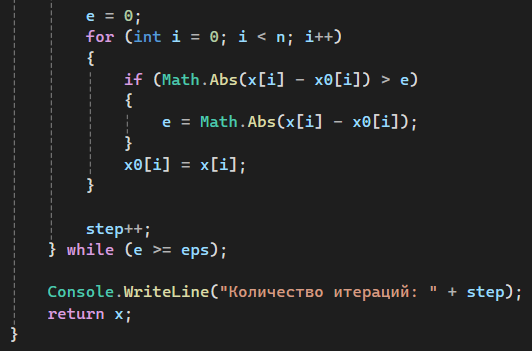 e = 0;
for (int i = 0; i < n; i++)
{
if (Math.Abs(x[i] - x0[i]) > e)
{
e = Math.Abs(x[i] - x0[i]);
}
x0[i] = x[i];
}
step++;
} while (e >= eps);
Console.WriteLine("Количество итераций: " + step);
return x;
}